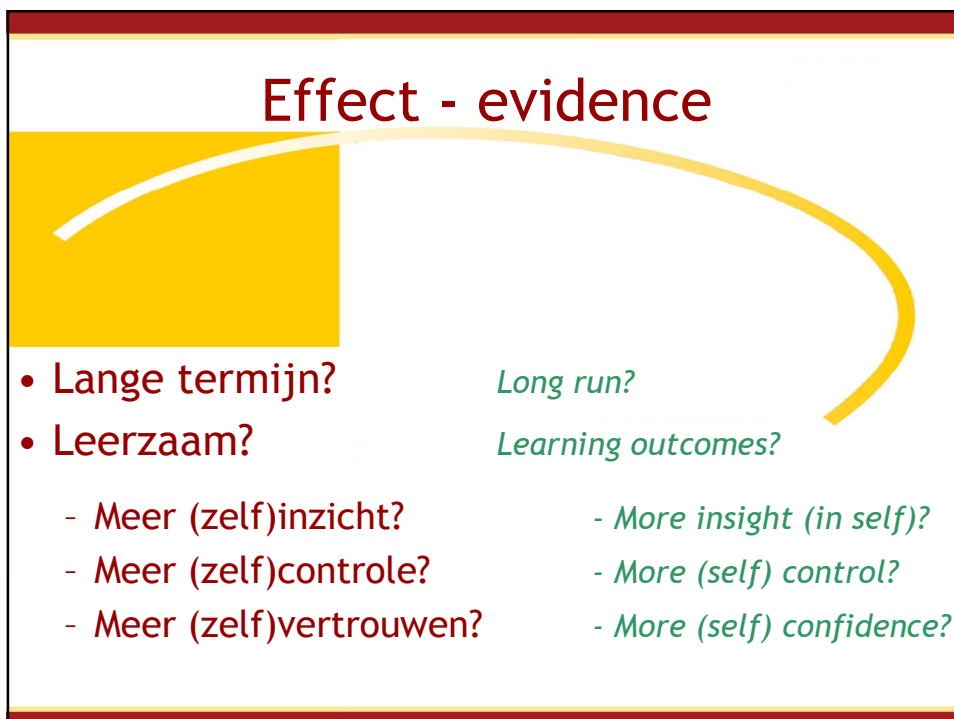 Effect - evidence
• Lange termijn? Long run?
• Leerzaam? Learning outcomes?
– Meer (zelf)inzicht? - More insight (in self)?
– Meer (zelf)controle? - More (self) control?
– Meer (zelf)vertrouwen? - More (self) confidence?